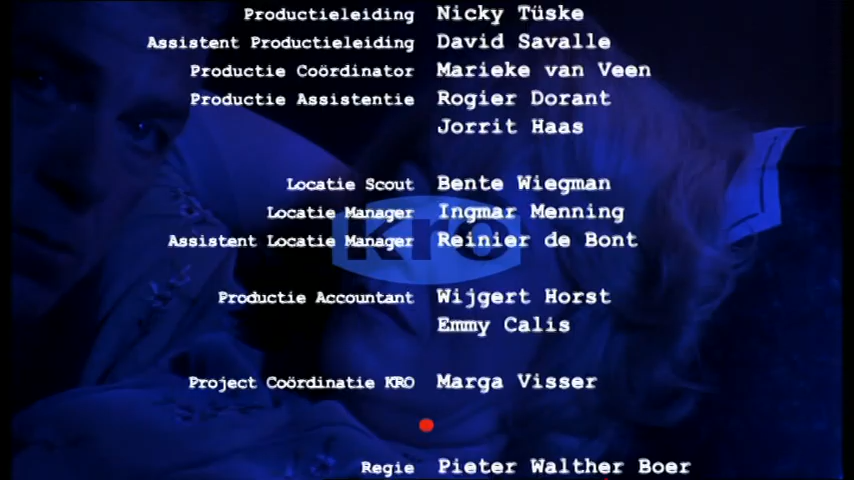 Productieleiding Nicky Tüske
Assistent Productieleiding David Savalle
Productie Coördinator Marieke van Veen
Productie Assistentie Rogier Dorant
Jorrit Haas
Locatie Scout Bente Wiegman
Locatie Manager Ingmar Menning
Assistent Locatie Manager Reinier de Bont
kro
Productie Accountant Wijgert Horst
Emmy Calis
Project Coördinatie KRO Marga Visser
Regie Pieter Walther Boer